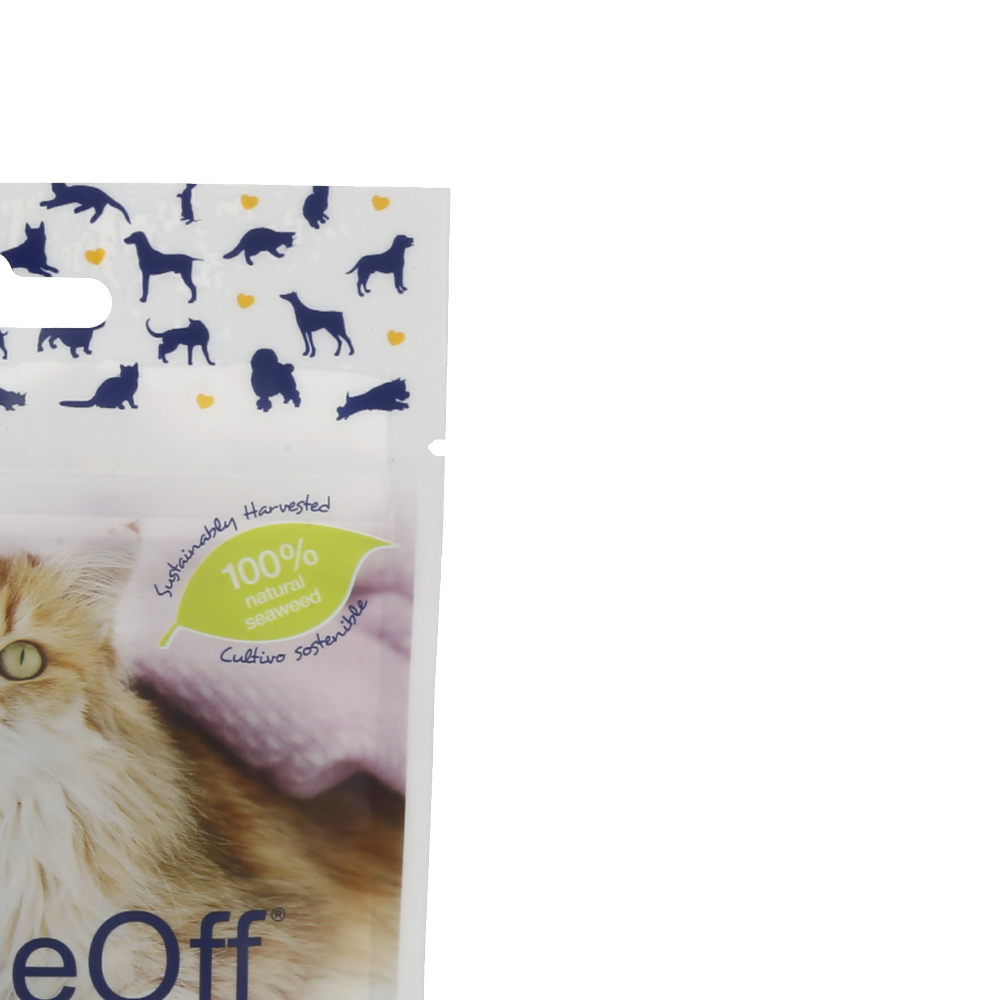 Sustainably Harvested
100%
natural
seaweed
Cultivo sostenible
eOff®